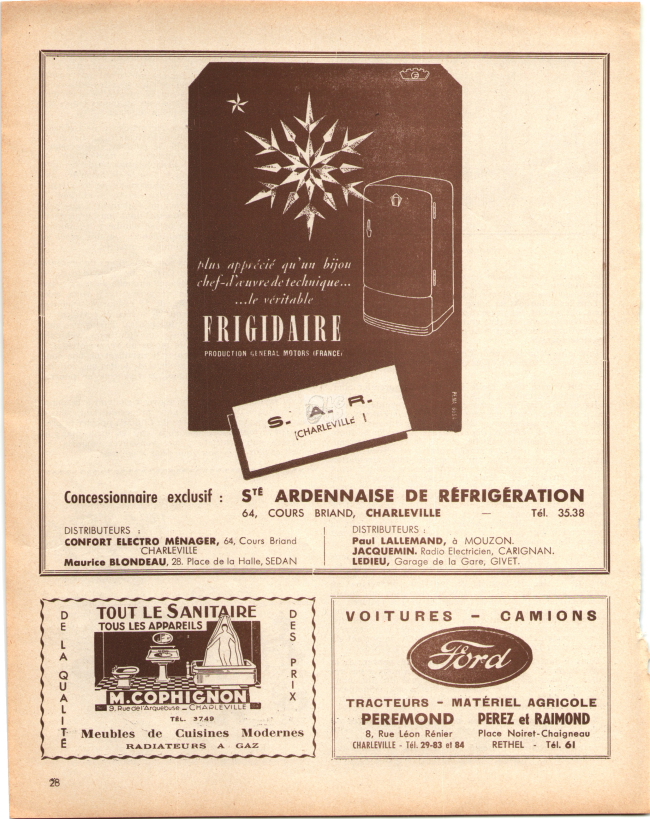 plus apprécié qu'un bijou
chef-d'œuvre de technique...
...le véritable
FRIGIDAIRE
PRODUCTION GENERAL MOTORS (FRANCE)
S. A. R.
[CHARLEVILLE]
Concessionnaire exclusif : STÉ ARDENNAISE DE RÉFRIGÉRATION
64, COURS BRIAND, CHARLEVILLE — Tél. 35.38
DISTRIBUTEURS :
CONFORT ELECTRO MÉNAGER, 64, Cours Briand
CHARLEVILLE
Maurice BLONDEAU, 28, Place de la Halle, SEDAN
DISTRIBUTEURS :
Paul LALLEMAND, à MOUZON.
JACQUEMIN. Radio Electricien, CARIGNAN.
LEDIEU, Garage de la Gare, GIVET.
DE LA QUALITÉ
TOUT LE SANITAIRE
TOUS LES APPAREILS
M. COPHIGNON
9, Rue de l'Arquebuse _ CHARLEVILLE
TÉL. 37.49
DES PRIX
Meubles de Cuisines Modernes
RADIATEURS A GAZ
VOITURES - CAMIONS
Ford
TRACTEURS - MATÉRIEL AGRICOLE
PEREMOND
8, Rue Léon Rénier
CHARLEVILLE - Tél. 29-83 et 84
PEREZ et RAIMOND
Place Noiret-Chaigneau
RETHEL - Tél. 61
28